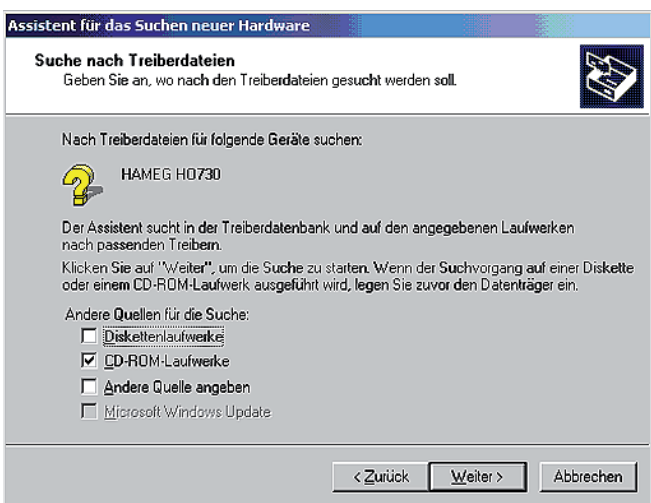 Assistent für das Suchen neuer Hardware
Suche nach Treiberdateien
Geben Sie an, wo nach den Treiberdateien gesucht werden soll.
Nach Treiberdateien für folgende Geräte suchen:
HAMEG HO730
Der Assistent sucht in der Treiberdatenbank und auf den angegebenen Laufwerken
nach passenden Treibern.
Klicken Sie auf "Weiter", um die Suche zu starten. Wenn der Suchvorgang auf einer Diskette
oder einem CD-ROM-Laufwerk ausgeführt wird, legen Sie zuvor den Datenträger ein.
Andere Quellen für die Suche:
Diskettenlaufwerke
CD-ROM-Laufwerke
Andere Quelle angeben
Microsoft Windows Update
< Zurück Weiter > Abbrechen